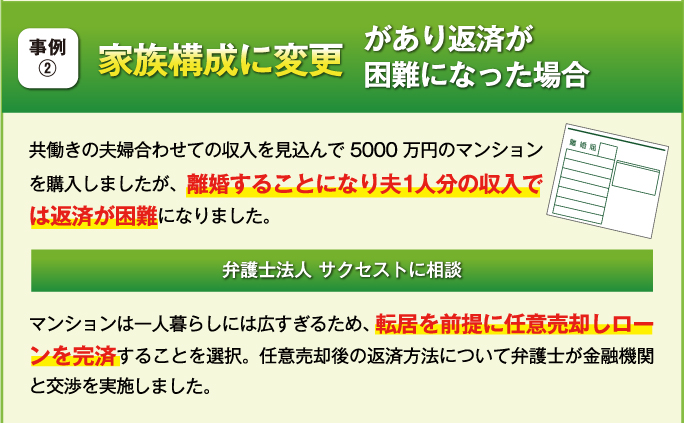 事例
②
家族構成に変更
があり返済が
困難になった場合
共働きの夫婦合わせての収入を見込んで 5000 万円のマンション
を購入しましたが、離婚することになり夫1人分の収入で
は返済が困難になりました。
離婚届
弁護士法人 サクセストに相談
マンションは一人暮らしには広すぎるため、転居を前提に任意売却しロー
ンを完済することを選択。任意売却後の返済方法について弁護士が金融機関
と交渉を実施しました。